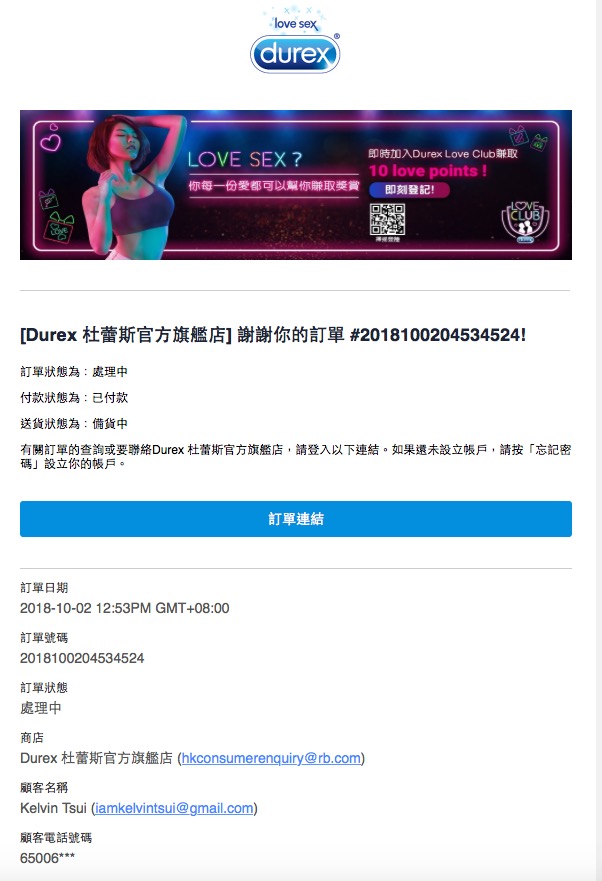 love sex
durex®
LOVE SEX?
你每一份愛都可以幫你賺取獎賞
即時加入Durex Love Club賺取
10 love points !
即刻登記!
LOVE
CLUB
durex
[Durex 杜蕾斯官方旗艦店] 謝謝你的訂單 #2018100204534524!
訂單狀態為：處理中
付款狀態為：已付款
送貨狀態為：備貨中
有關訂單的查詢或要聯絡Durex 杜蕾斯官方旗艦店，請登入以下連結。如果還未設立帳戶，請按「忘記密
碼」設立你的帳戶。
訂單連結
訂單日期
2018-10-02 12:53PM GMT+08:00
訂單號碼
2018100204534524
訂單狀態
處理中
商店
Durex 杜蕾斯官方旗艦店 (hkconsumerenquiry@rb.com)
顧客名稱
Kelvin Tsui (iamkelvintsui@gmail.com)
顧客電話號碼
65006***